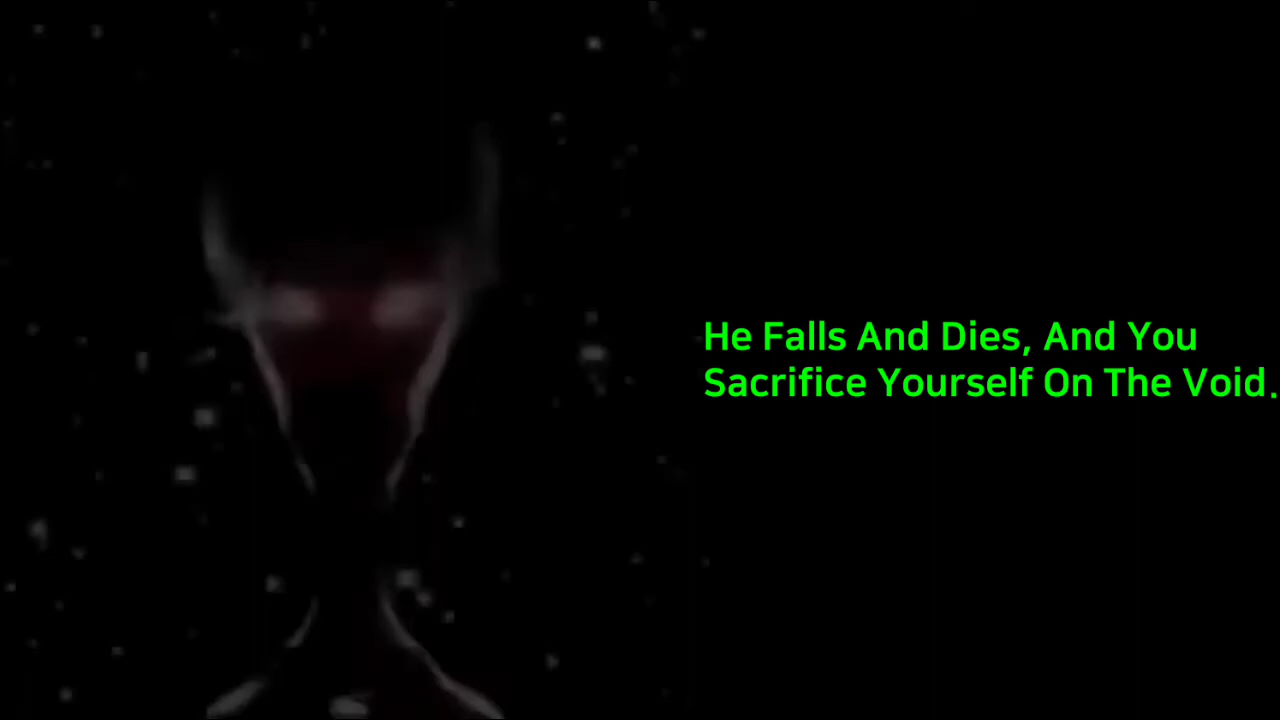 He Falls And Dies, And You
Sacrifice Yourself On The Void.